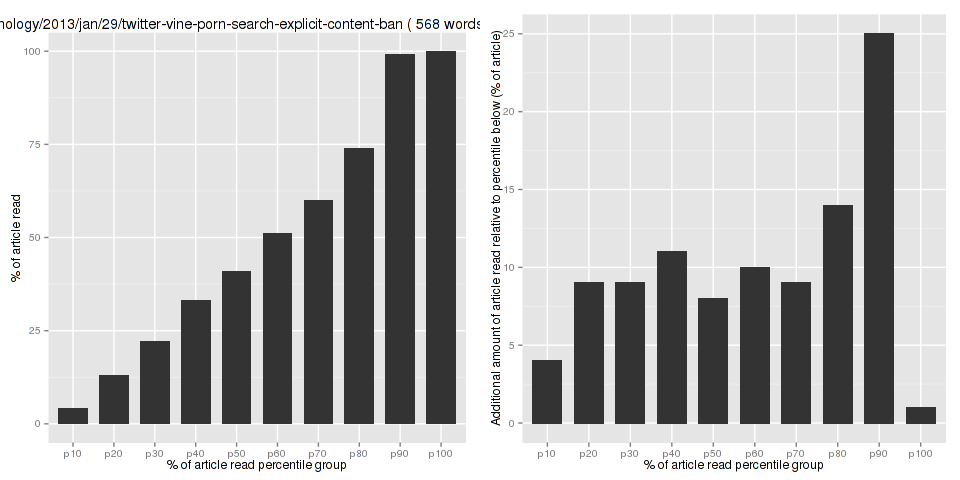 nology/2013/jan/29/twitter-vine-porn-search-explicit-content-ban ( 568 words
% of article read
100
75
50
25
0
p10 p20 p30 p40 p50 p60 p70 p80 p90 p100
% of article read percentile group
Additional amount of article read relative to percentile below (% of article)
25
20
15
10
5
0
p10 p20 p30 p40 p50 p60 p70 p80 p90 p100
% of article read percentile group